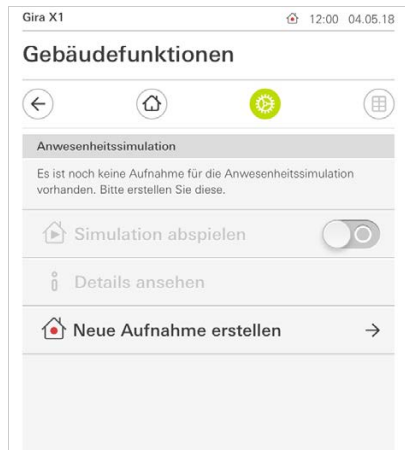 Gira X1 12:00 04.05.18
Gebäudefunktionen
Anwesenheitssimulation
Es ist noch keine Aufnahme für die Anwesenheitssimulation
vorhanden. Bitte erstellen Sie diese.
Simulation abspielen
Details ansehen
Neue Aufnahme erstellen